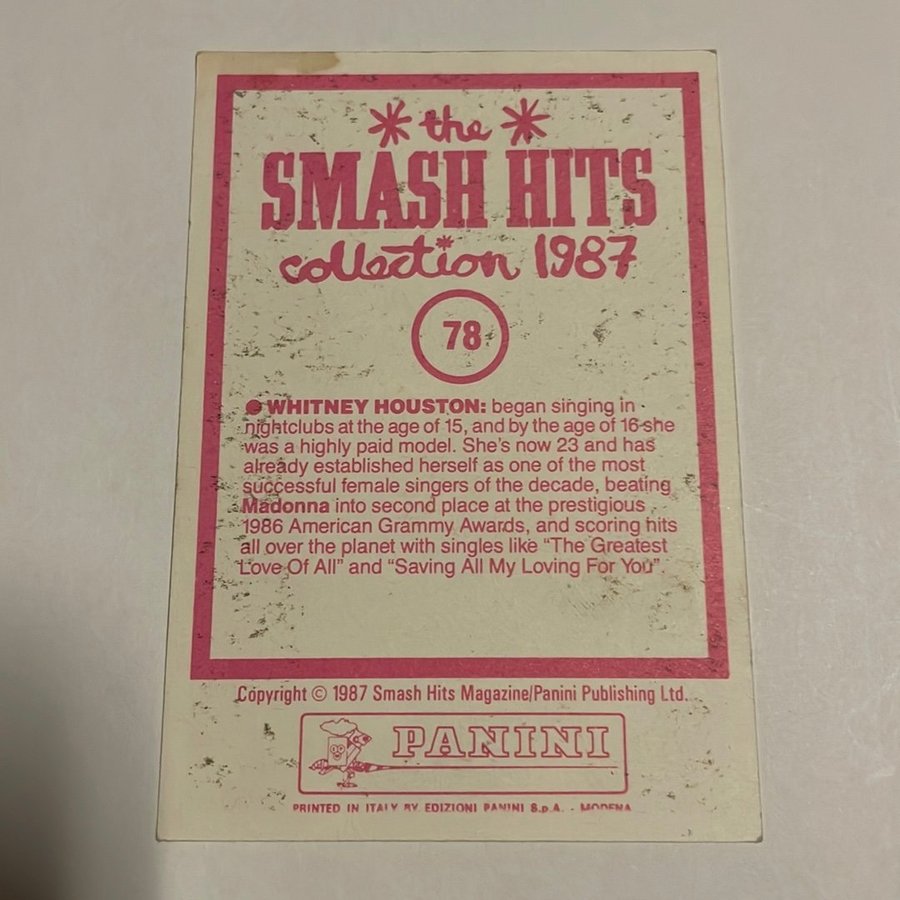 the
SMASH HITS
collection 1987
78
● WHITNEY HOUSTON: began singing in
nightclubs at the age of 15, and by the age of 16 she
was a highly paid model. She's now 23 and has
already established herself as one of the most
successful female singers of the decade, beating
Madonna into second place at the prestigious
1986 American Grammy Awards, and scoring hits
all over the planet with singles like “The Greatest
Love Of All” and “Saving All My Loving For You”.
Copyright © 1987 Smash Hits Magazine/Panini Publishing Ltd.
PANINI
PRINTED IN ITALY BY EDIZIONI PANINI S.p.A. - MODENA